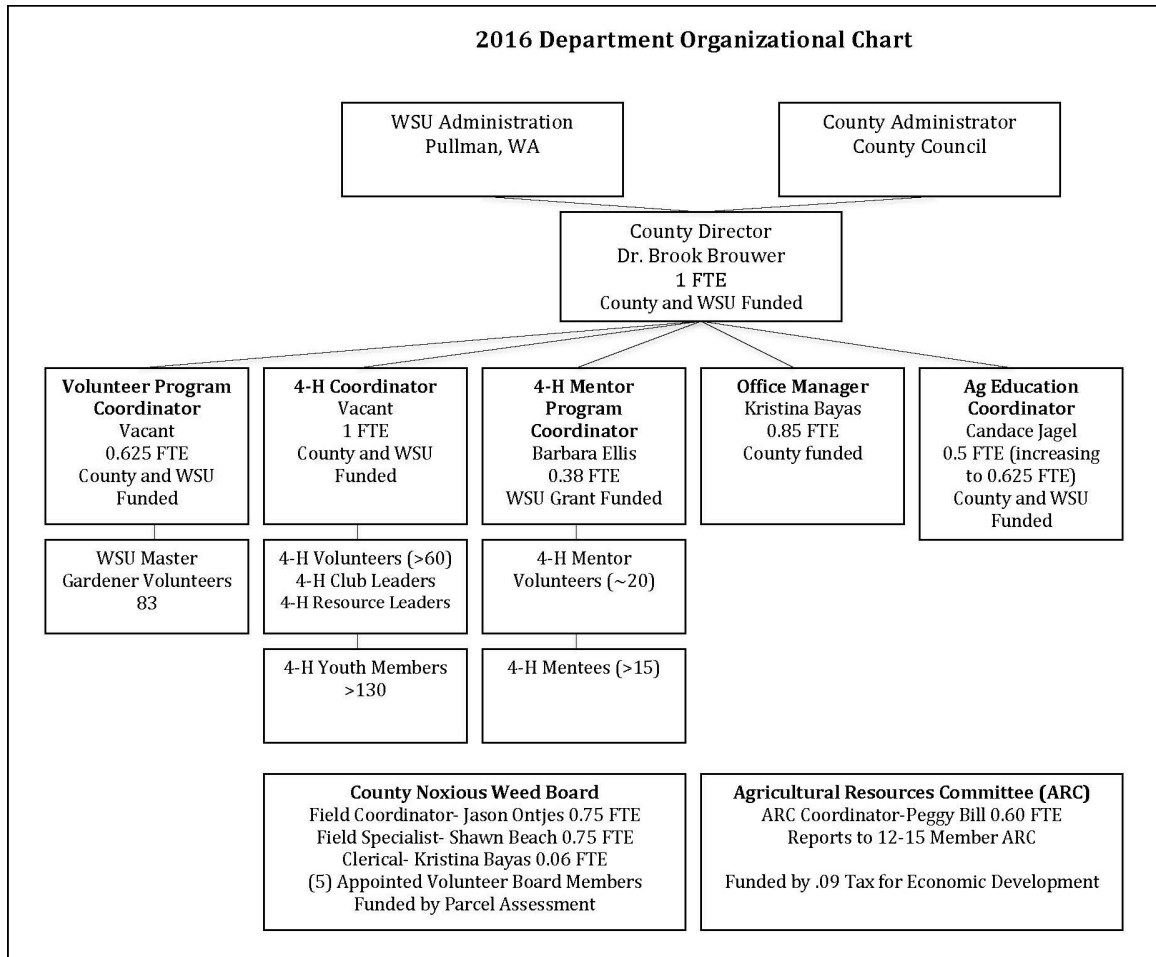 2016 Department Organizational Chart
WSU Administration
Pullman, WA
County Administrator
County Council
County Director
Dr. Brook Brouwer
1 FTE
County and WSU Funded
Volunteer Program
Coordinator
Vacant
0.625 FTE
County and WSU
Funded
4-H Coordinator
Vacant
1 FTE
County and WSU
Funded
4-H Mentor
Program
Coordinator
Barbara Ellis
0.38 FTE
WSU Grant Funded
Office Manager
Kristina Bayas
0.85 FTE
County funded
Ag Education
Coordinator
Candace Jagel
0.5 FTE (increasing
to 0.625 FTE)
County and WSU
Funded
WSU Master
Gardener Volunteers
83
4-H Volunteers (>60)
4-H Club Leaders
4-H Resource Leaders
4-H Mentor
Volunteers (~20)
4-H Youth Members
>130
4-H Mentees (>15)
County Noxious Weed Board
Field Coordinator- Jason Ontjes 0.75 FTE
Field Specialist- Shawn Beach 0.75 FTE
Clerical- Kristina Bayas 0.06 FTE
(5) Appointed Volunteer Board Members
Funded by Parcel Assessment
Agricultural Resources Committee (ARC)
ARC Coordinator-Peggy Bill 0.60 FTE
Reports to 12-15 Member ARC
Funded by .09 Tax for Economic Development